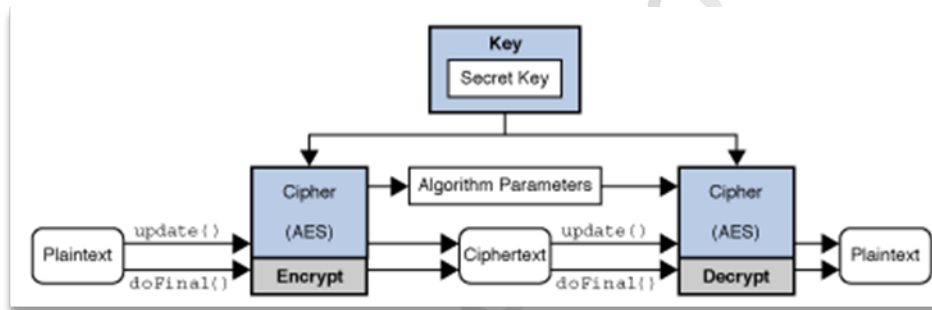 Key
Secret Key
Cipher
(AES)
Encrypt
Algorithm Parameters
Cipher
(AES)
Decrypt
Plaintext
update()
doFinal()
Ciphertext
update()
doFinal()
Plaintext